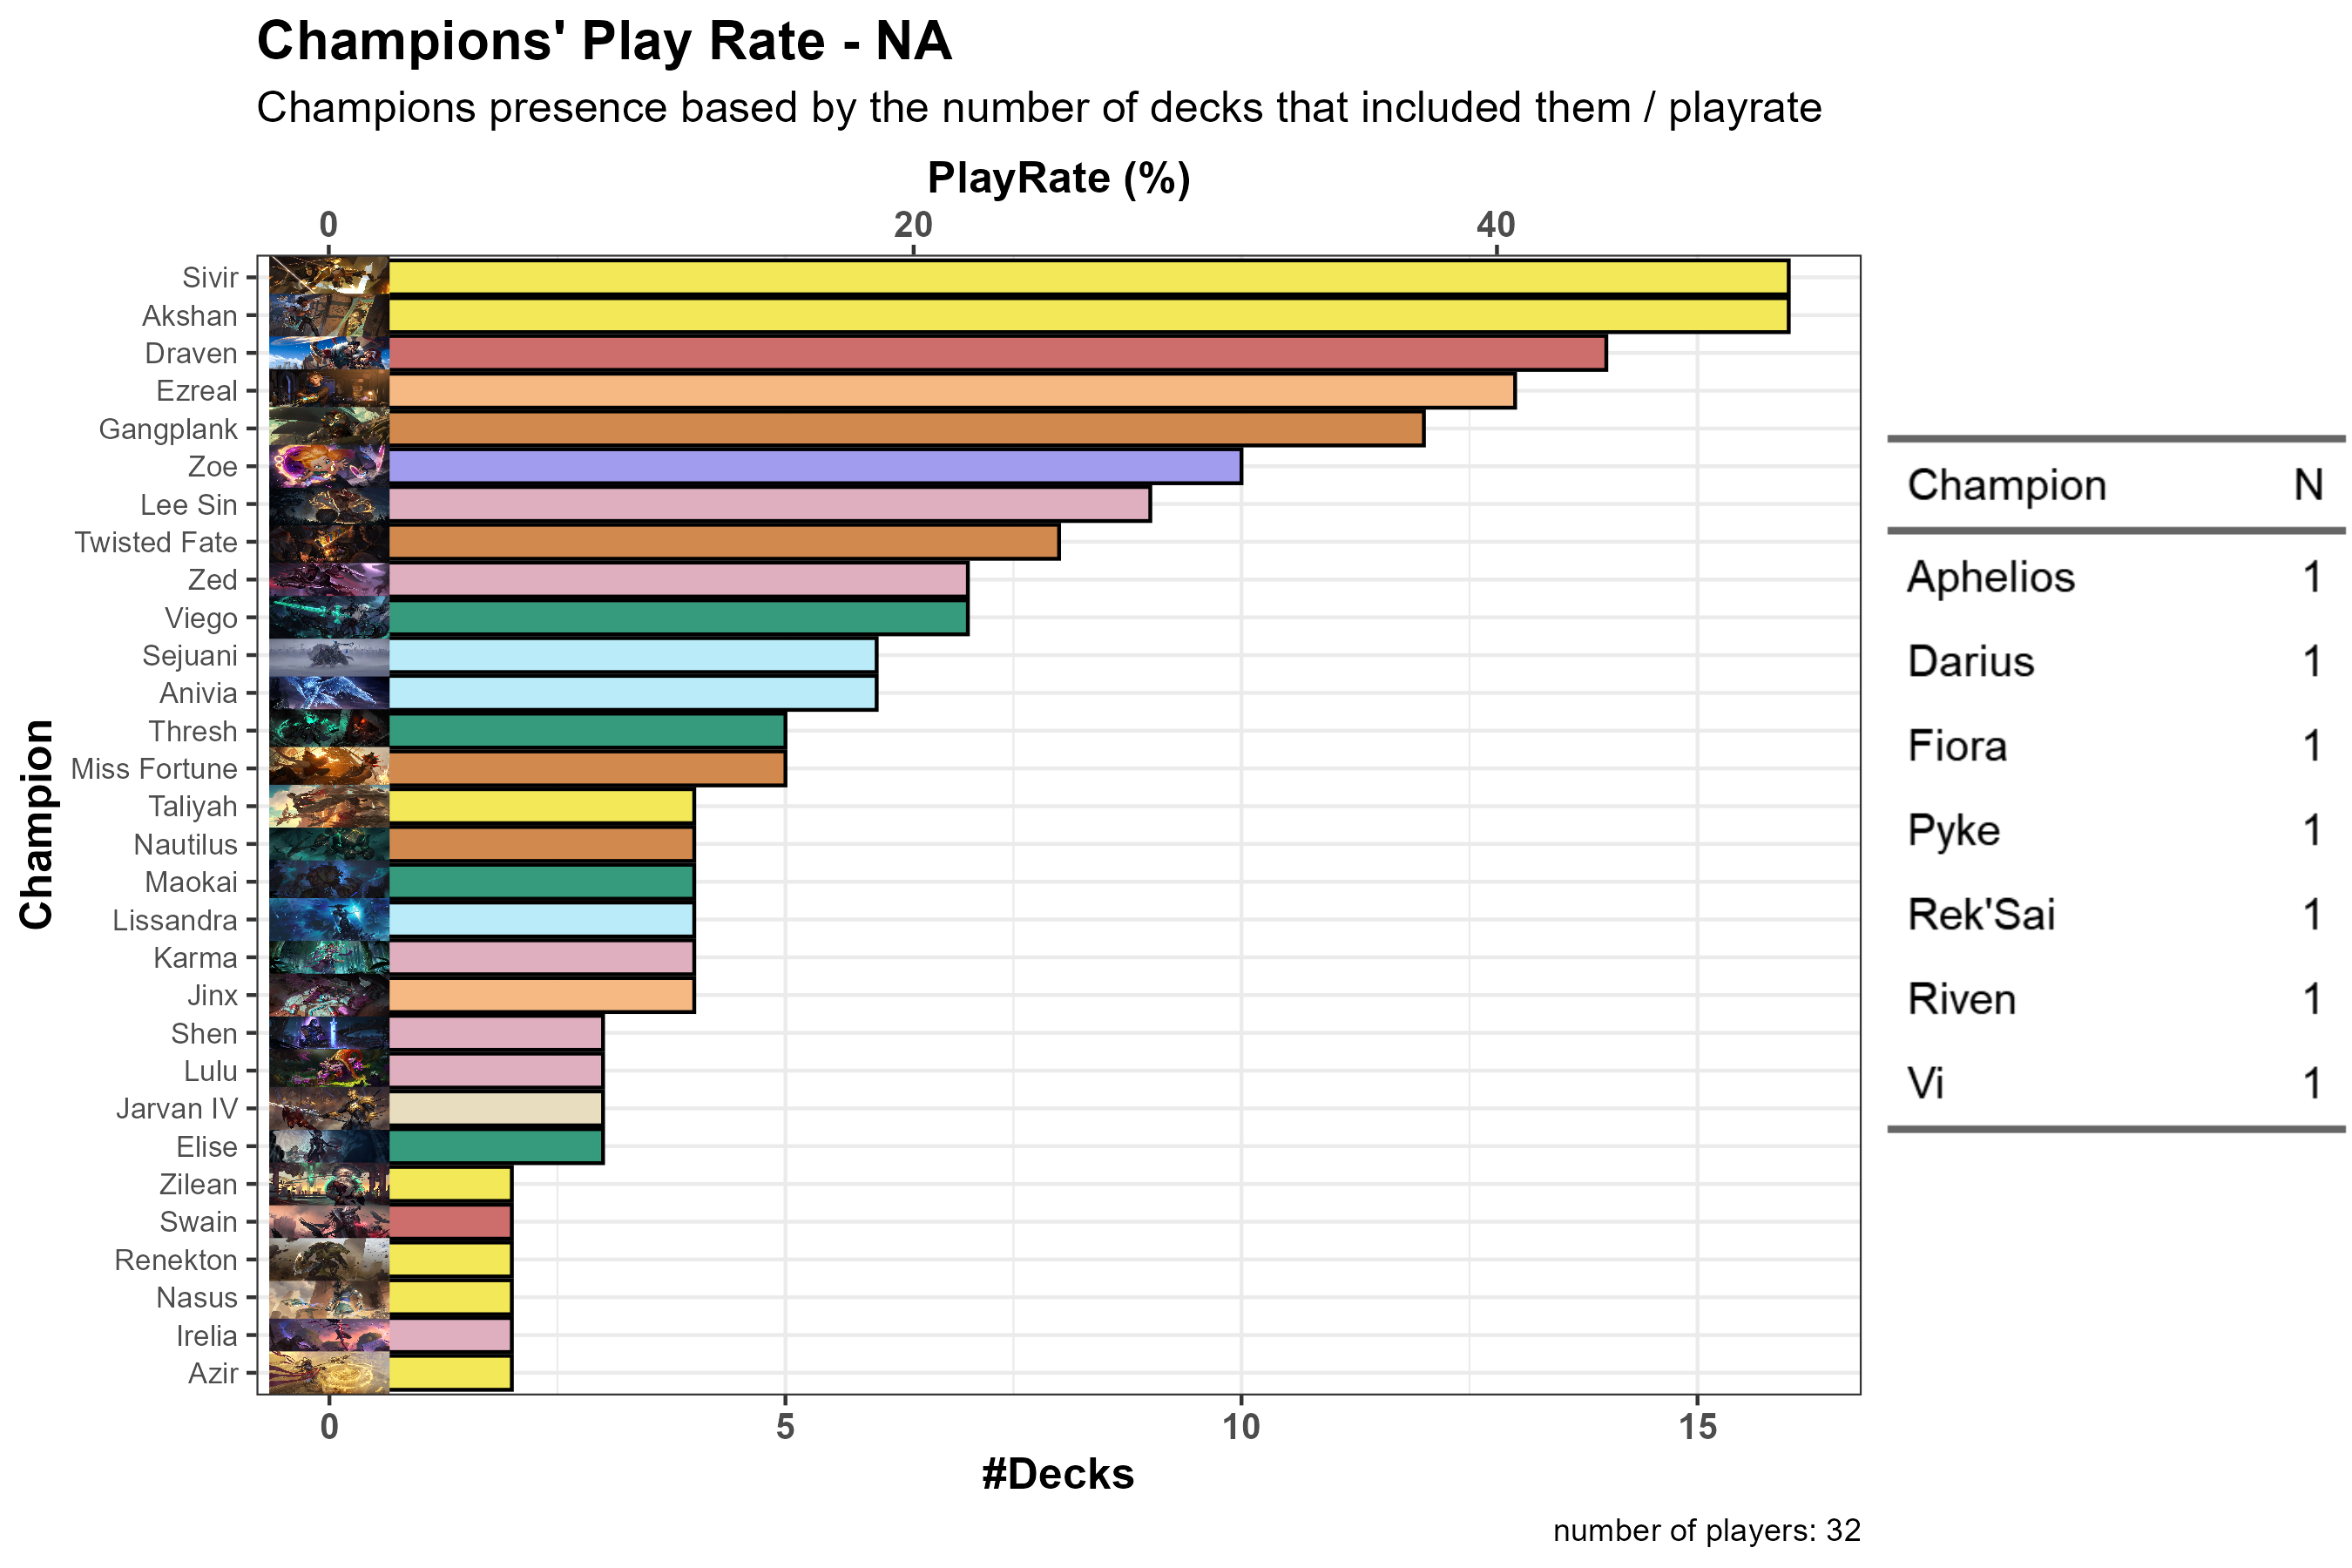 Champions' Play Rate - NA
Champions presence based by the number of decks that included them / playrate
PlayRate (%)
0 20 40
Champion
Sivir
Akshan
Draven
Ezreal
Gangplank
Zoe
Lee Sin
Twisted Fate
Zed
Viego
Sejuani
Anivia
Thresh
Miss Fortune
Taliyah
Nautilus
Maokai
Lissandra
Karma
Jinx
Shen
Lulu
Jarvan IV
Elise
Zilean
Swain
Renekton
Nasus
Irelia
Azir
0 5 10 15
#Decks
number of players: 32
Champion N
Aphelios 1
Darius 1
Fiora 1
Pyke 1
Rek'Sai 1
Riven 1
Vi 1